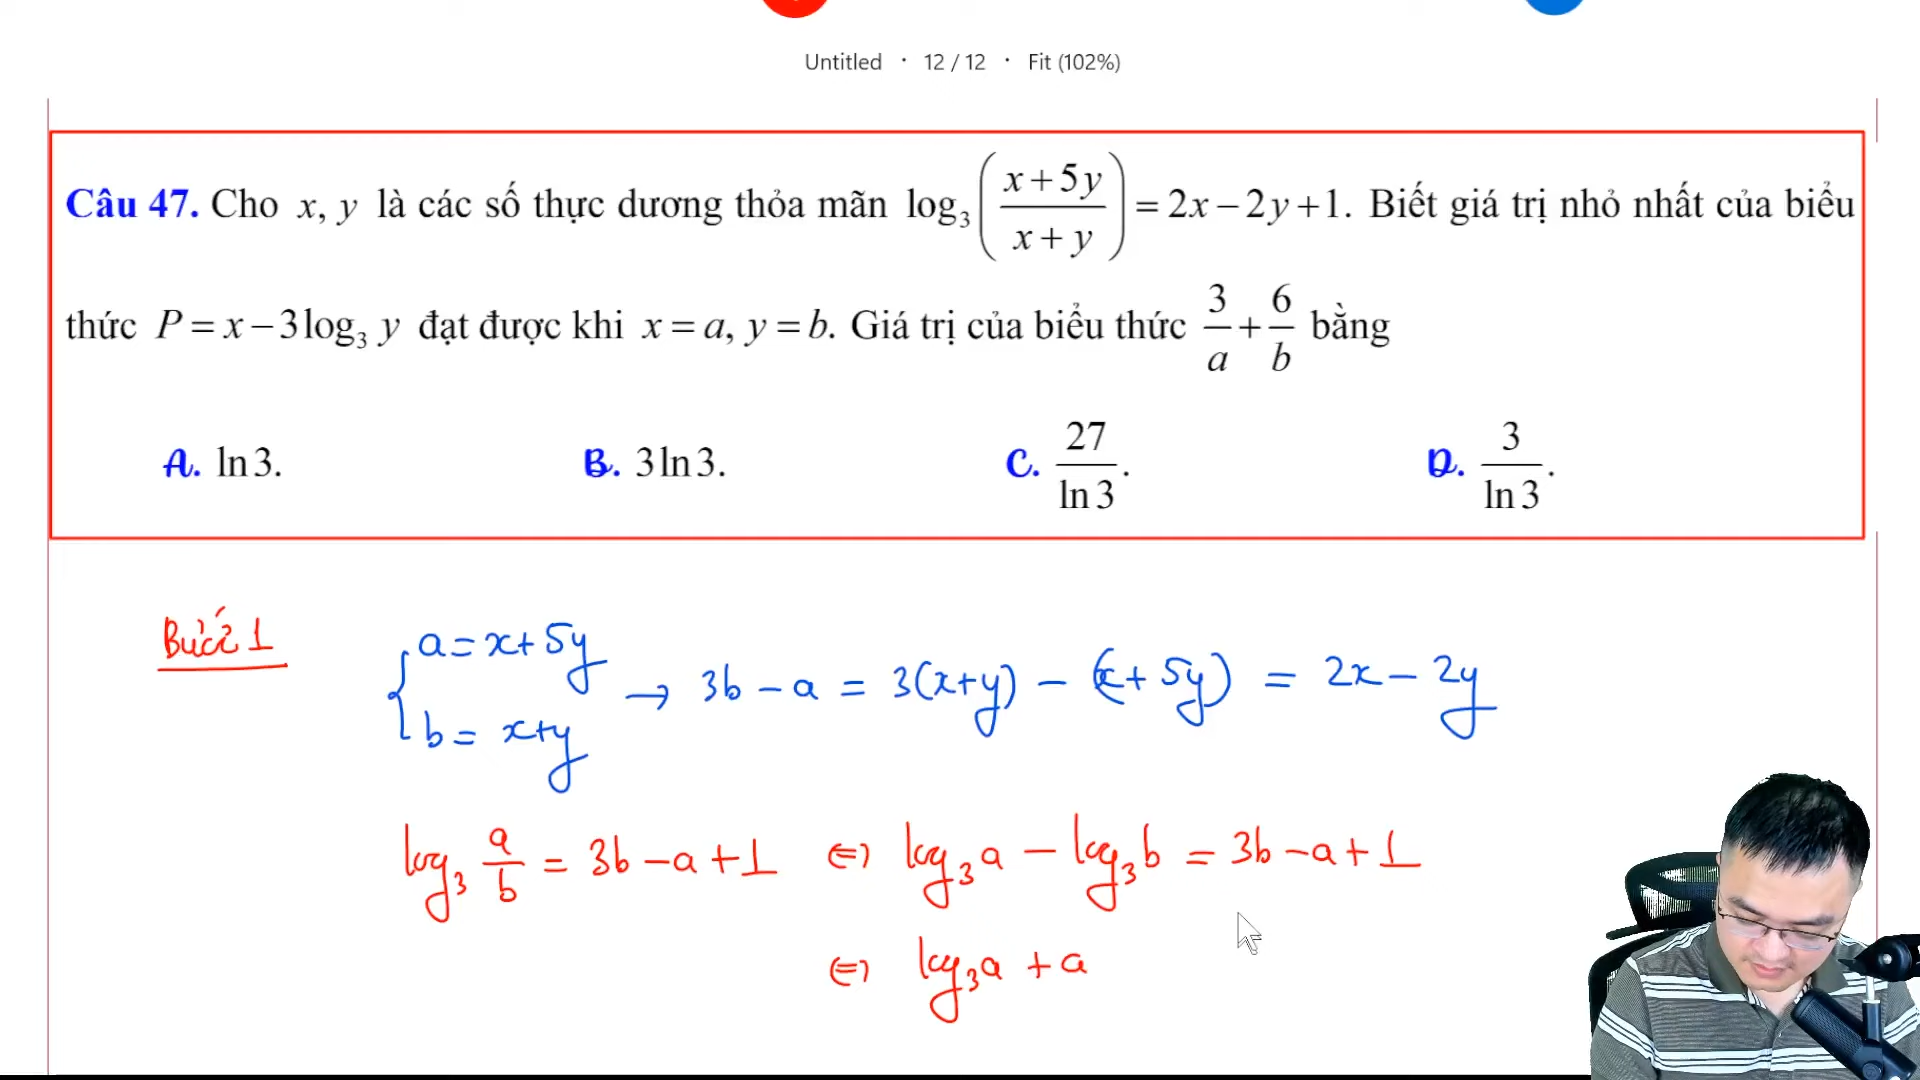 Untitled · 12 / 12 · Fit (102%)
Câu 47. Cho x, y là các số thực dương thỏa mãn log₃((x+5y)/(x+y)) = 2x−2y+1. Biết giá trị nhỏ nhất của biểu
thức P = x−3log₃ y đạt được khi x = a, y = b. Giá trị của biểu thức 3/a + 6/b bằng
A. ln3. B. 3ln3. C. 27/ln3. D. 3/ln3.
Bước 1
{ a = x+5y
b = x+y → 3b − a = 3(x+y) − (x+5y) = 2x − 2y
log₃ a/b = 3b − a + 1 ⇔ log₃a − log₃b = 3b − a + 1
⇔ log₃a + a